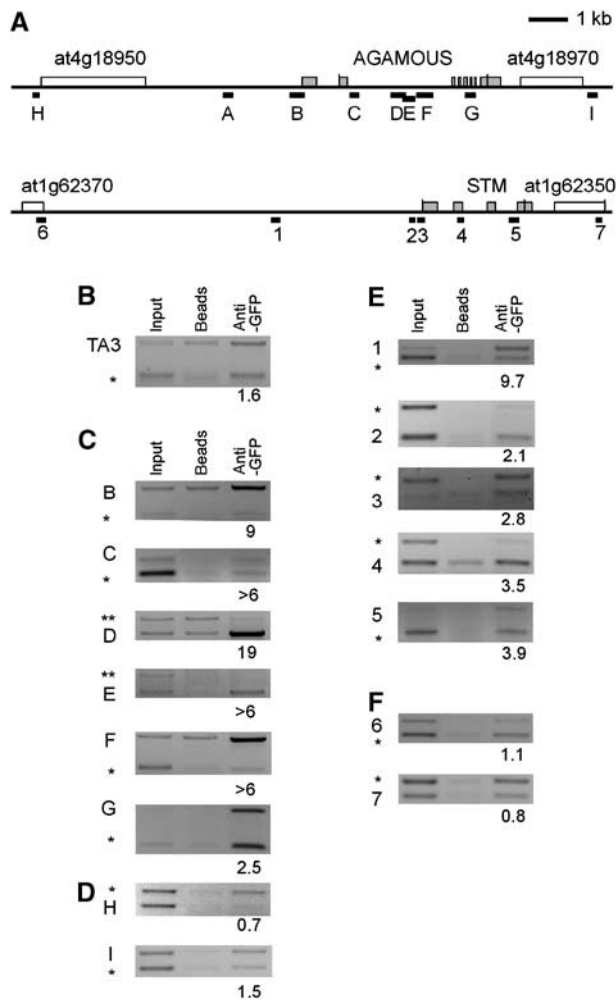 A
1 kb
at4g18950 AGAMOUS at4g18970
H A B C D E F G I
at1g62370 STM at1g62350
6 1 2 3 4 5 7
B
Input Beads Anti -GFP
TA3
*
1.6
C
Input Beads Anti -GFP
B
*
9
C
*
>6
**
D
19
**
E
>6
F
*
>6
G
*
2.5
D
*
H
0.7
I
*
1.5
E
Input Beads Anti -GFP
1
*
9.7
*
2
2.1
*
3
2.8
*
4
3.5
5
*
3.9
F
6
*
1.1
*
7
0.8